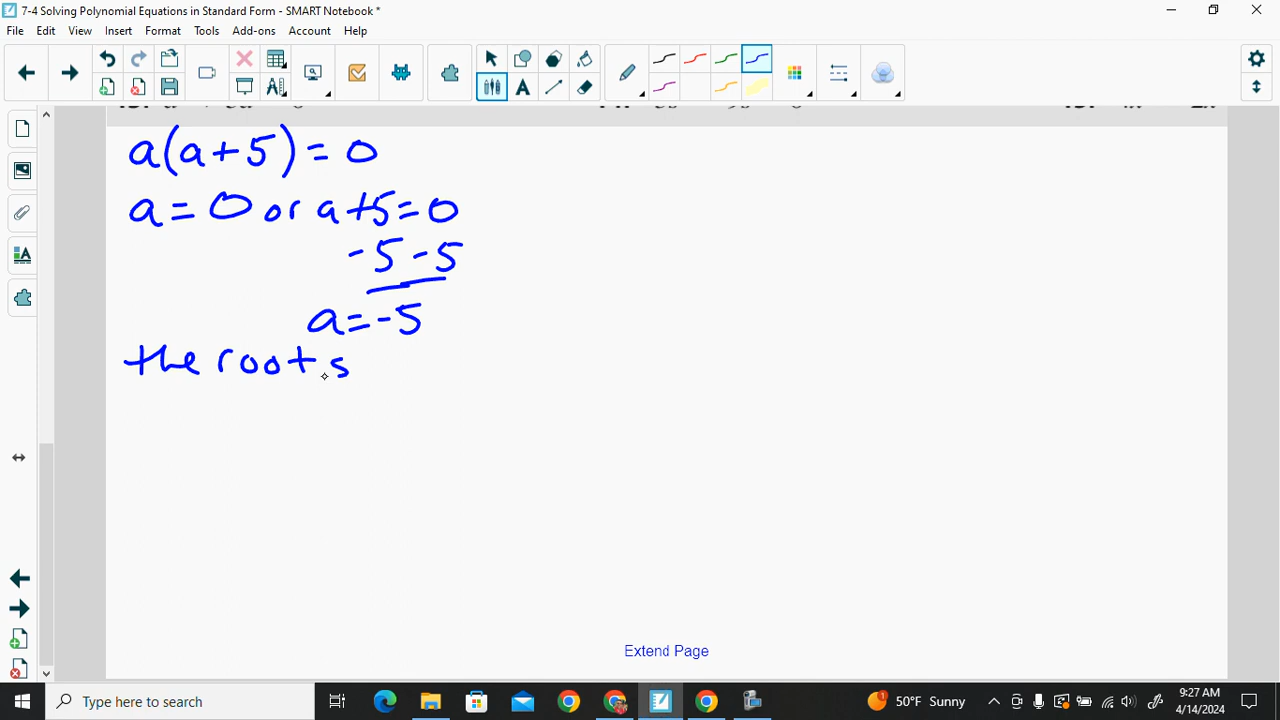 7-4 Solving Polynomial Equations in Standard Form - SMART Notebook *
File Edit View Insert Format Tools Add-ons Account Help
a(a+5)=0
a=0 or a+5=0
-5 -5
a=-5
the roots
Extend Page
Type here to search
50°F Sunny
9:27 AM
4/14/2024